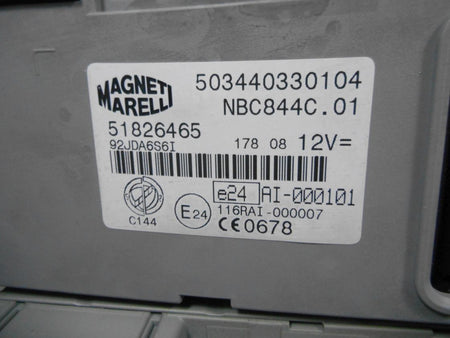 MAGNETI
MARELLI
503440330104
NBC844C.01
51826465
92JDA6S6I
178 08 12V=
e24 AI-000101
E24
116RAI-000007
C144
CE0678